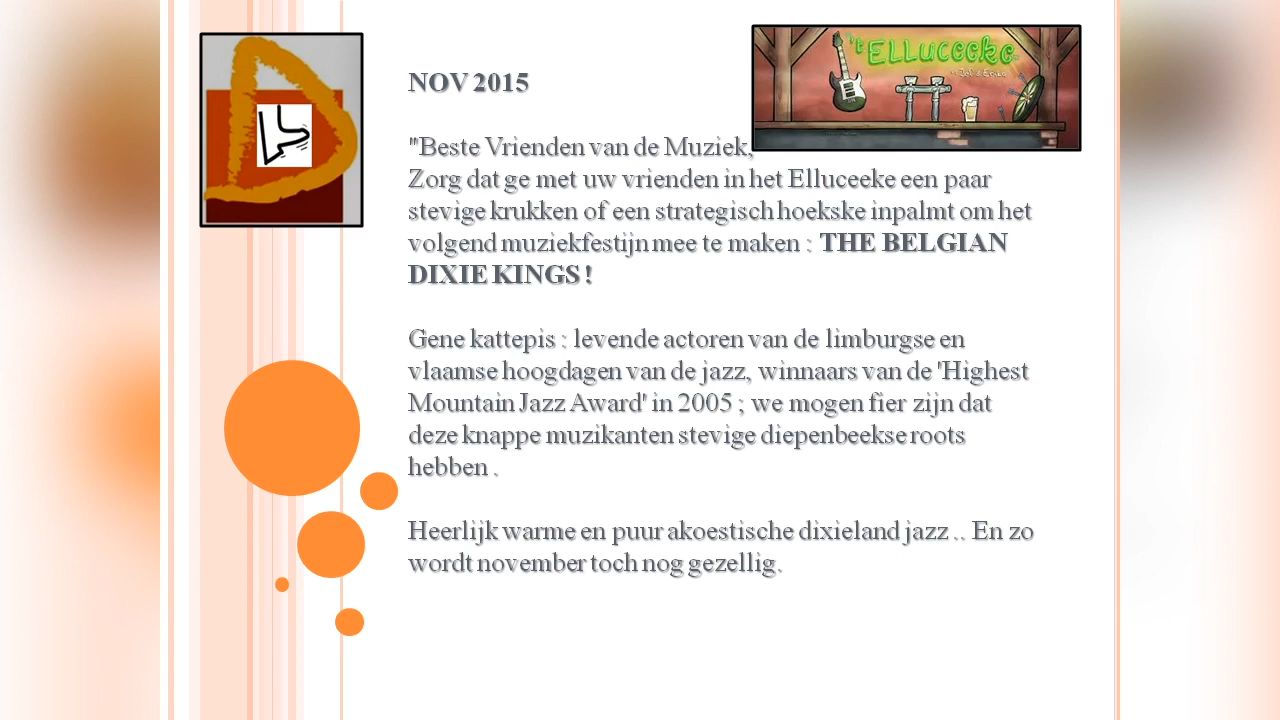 't ELLUCEEKE
NOV 2015
"Beste Vrienden van de Muziek,
Zorg dat ge met uw vrienden in het Elluceeke een paar
stevige krukken of een strategisch hoekske inpalmt om het
volgend muziekfestijn mee te maken : THE BELGIAN
DIXIE KINGS !
Gene kattepis : levende actoren van de limburgse en
vlaamse hoogdagen van de jazz, winnaars van de 'Highest
Mountain Jazz Award' in 2005 ; we mogen fier zijn dat
deze knappe muzikanten stevige diepenbeekse roots
hebben .
Heerlijk warme en puur akoestische dixieland jazz .. En zo
wordt november toch nog gezellig.